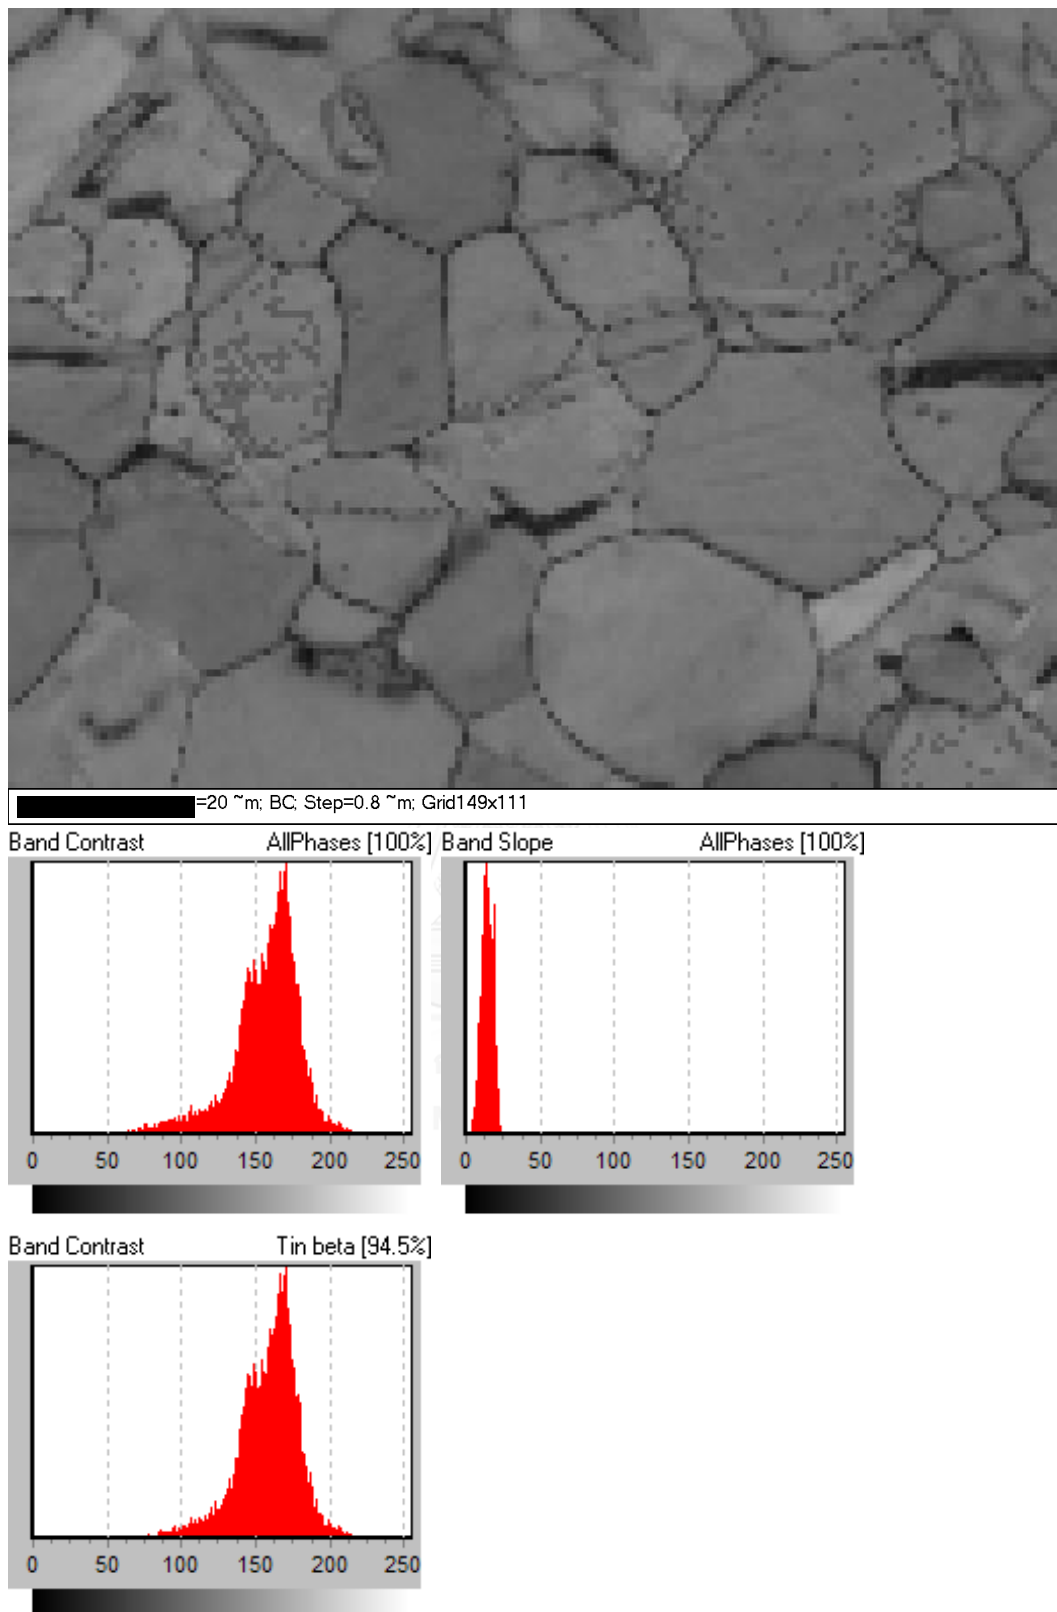 =20 ~m; BC; Step=0.8 ~m; Grid149x111
Band Contrast AllPhases [100%] Band Slope AllPhases [100%]
0 50 100 150 200 250 0 50 100 150 200 250
Band Contrast Tin beta [94.5%]
0 50 100 150 200 250